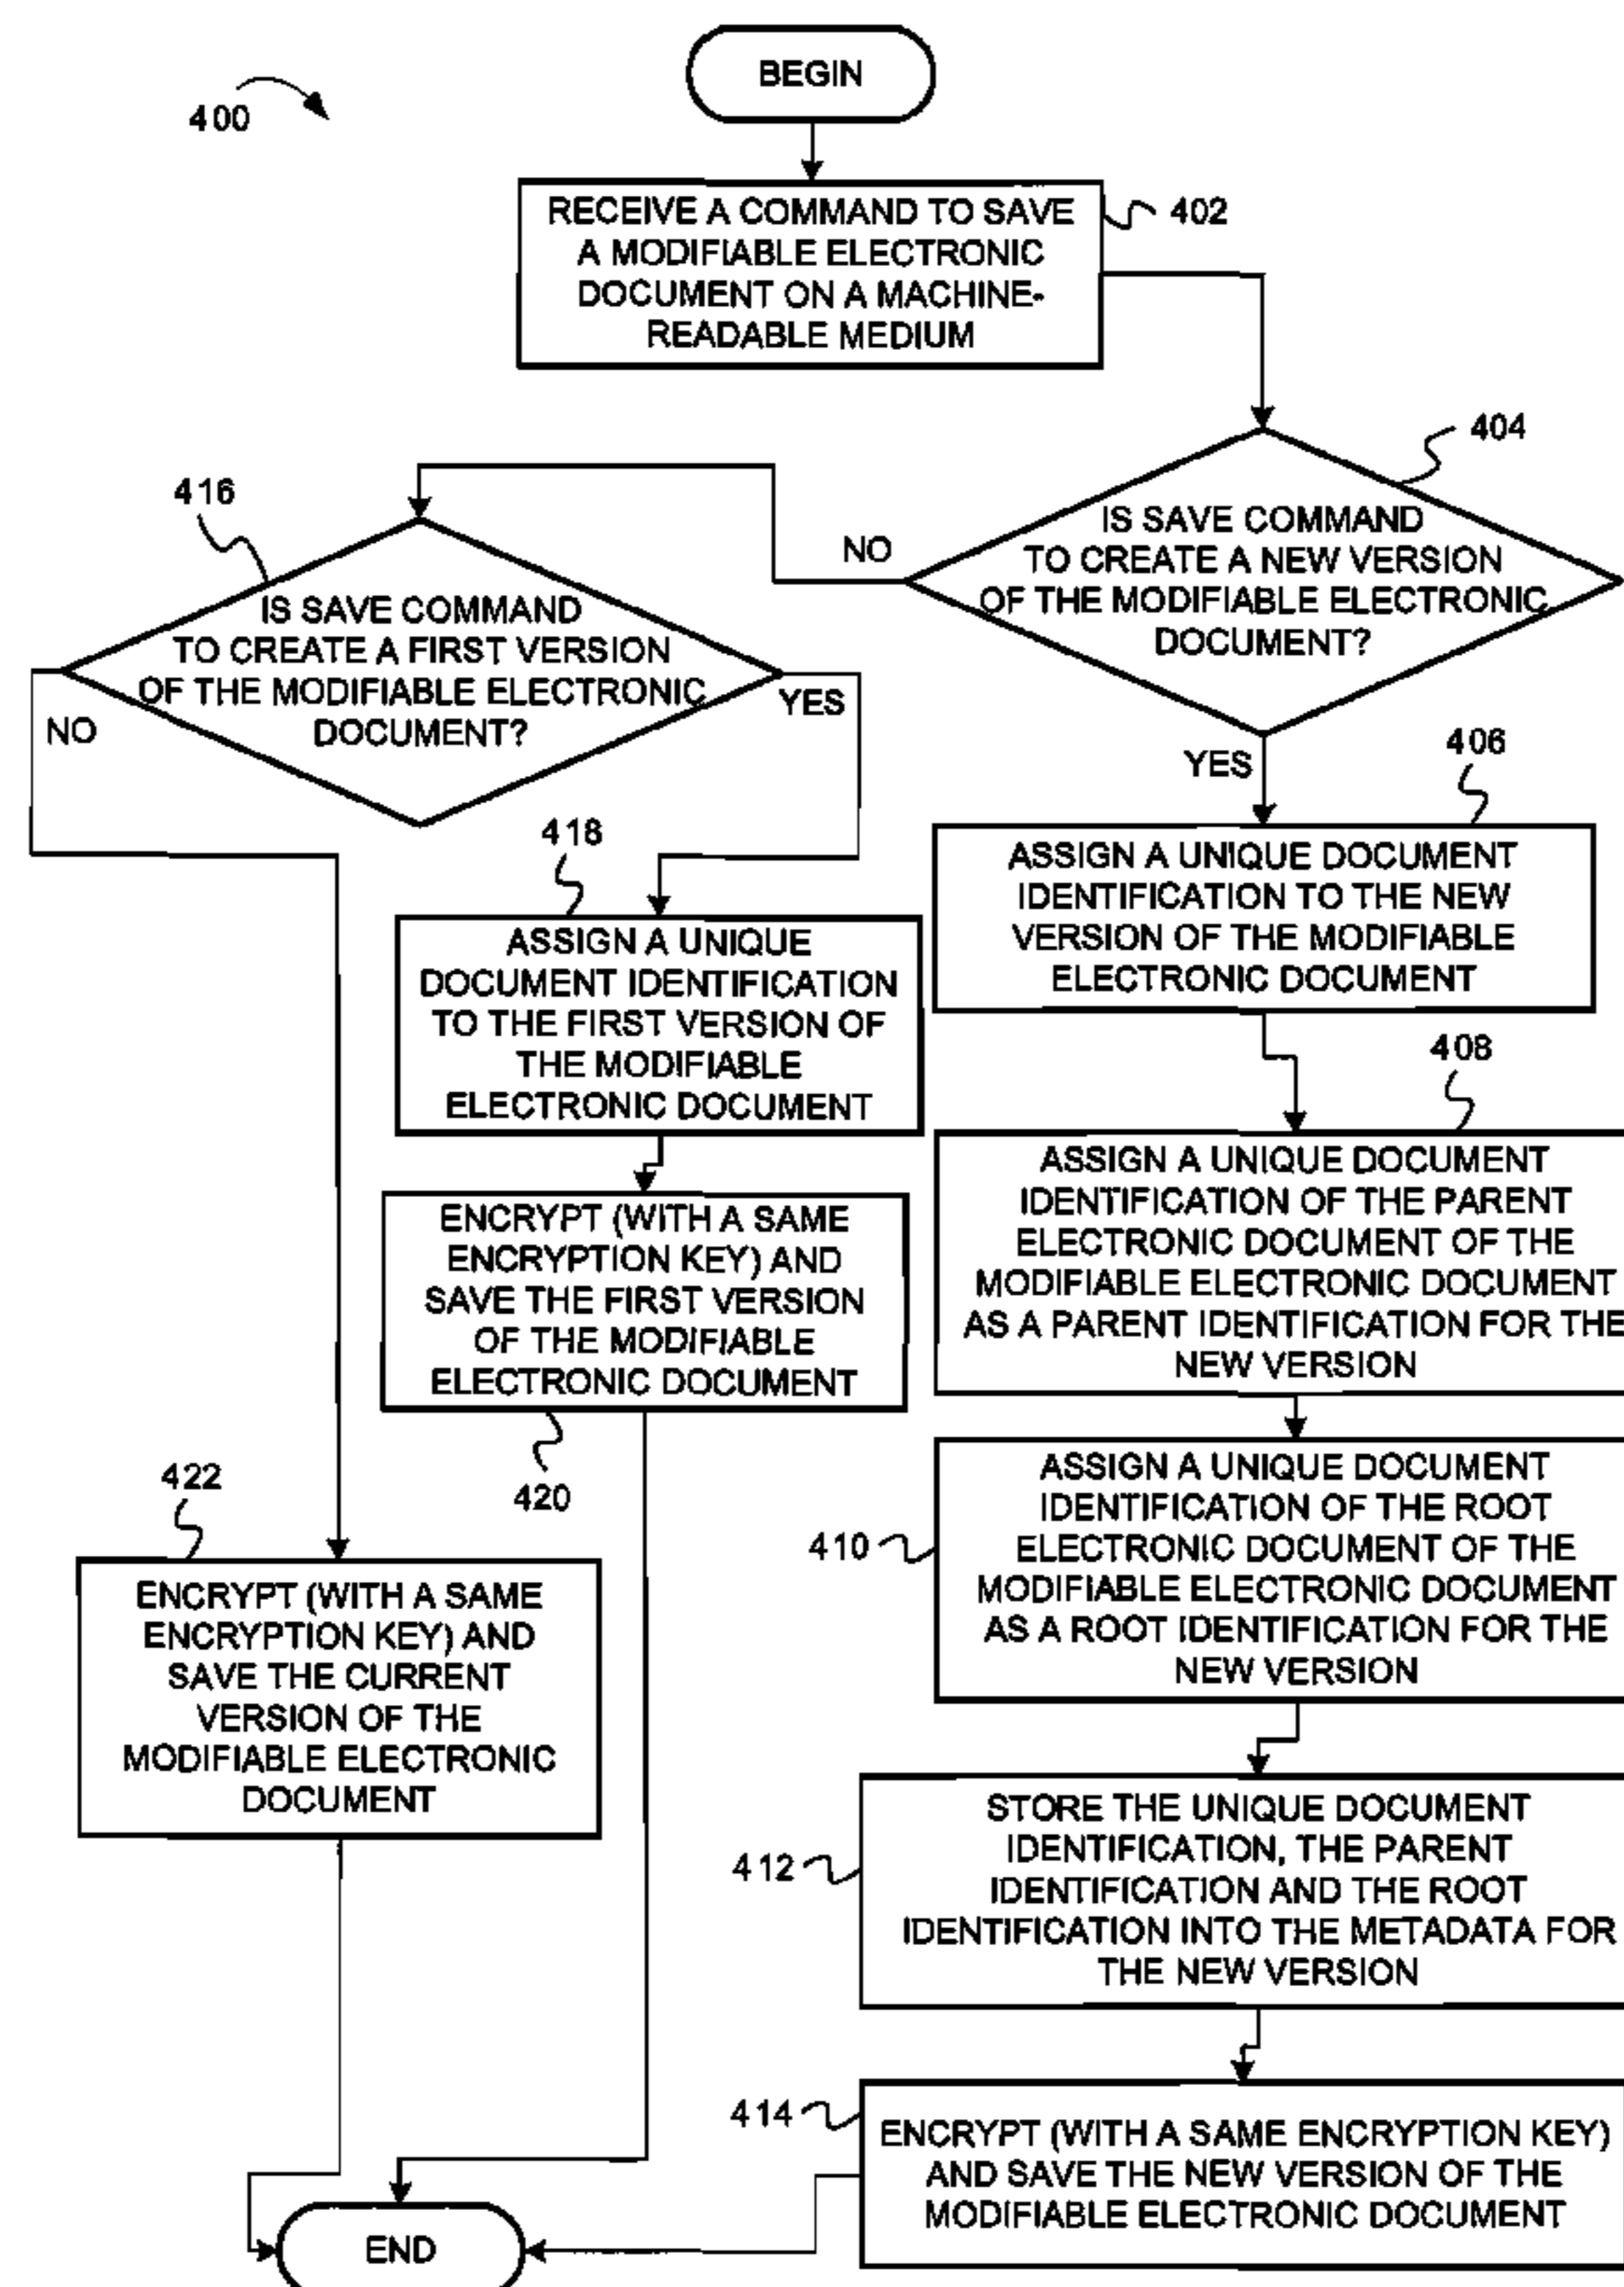 BEGIN
400
RECEIVE A COMMAND TO SAVE
A MODIFIABLE ELECTRONIC
DOCUMENT ON A MACHINE-
READABLE MEDIUM
402
404
IS SAVE COMMAND
TO CREATE A NEW VERSION
OF THE MODIFIABLE ELECTRONIC
DOCUMENT?
NO
YES
416
IS SAVE COMMAND
TO CREATE A FIRST VERSION
OF THE MODIFIABLE ELECTRONIC
DOCUMENT?
NO
YES
406
ASSIGN A UNIQUE DOCUMENT
IDENTIFICATION TO THE NEW
VERSION OF THE MODIFIABLE
ELECTRONIC DOCUMENT
418
ASSIGN A UNIQUE
DOCUMENT IDENTIFICATION
TO THE FIRST VERSION OF
THE MODIFIABLE
ELECTRONIC DOCUMENT
408
ASSIGN A UNIQUE DOCUMENT
IDENTIFICATION OF THE PARENT
ELECTRONIC DOCUMENT OF THE
MODIFIABLE ELECTRONIC DOCUMENT
AS A PARENT IDENTIFICATION FOR THE
NEW VERSION
ENCRYPT (WITH A SAME
ENCRYPTION KEY) AND
SAVE THE FIRST VERSION
OF THE MODIFIABLE
ELECTRONIC DOCUMENT
420
410
ASSIGN A UNIQUE DOCUMENT
IDENTIFICATION OF THE ROOT
ELECTRONIC DOCUMENT OF THE
MODIFIABLE ELECTRONIC DOCUMENT
AS A ROOT IDENTIFICATION FOR THE
NEW VERSION
422
ENCRYPT (WITH A SAME
ENCRYPTION KEY) AND
SAVE THE CURRENT
VERSION OF THE
MODIFIABLE ELECTRONIC
DOCUMENT
412
STORE THE UNIQUE DOCUMENT
IDENTIFICATION, THE PARENT
IDENTIFICATION AND THE ROOT
IDENTIFICATION INTO THE METADATA FOR
THE NEW VERSION
414
ENCRYPT (WITH A SAME ENCRYPTION KEY)
AND SAVE THE NEW VERSION OF THE
MODIFIABLE ELECTRONIC DOCUMENT
END